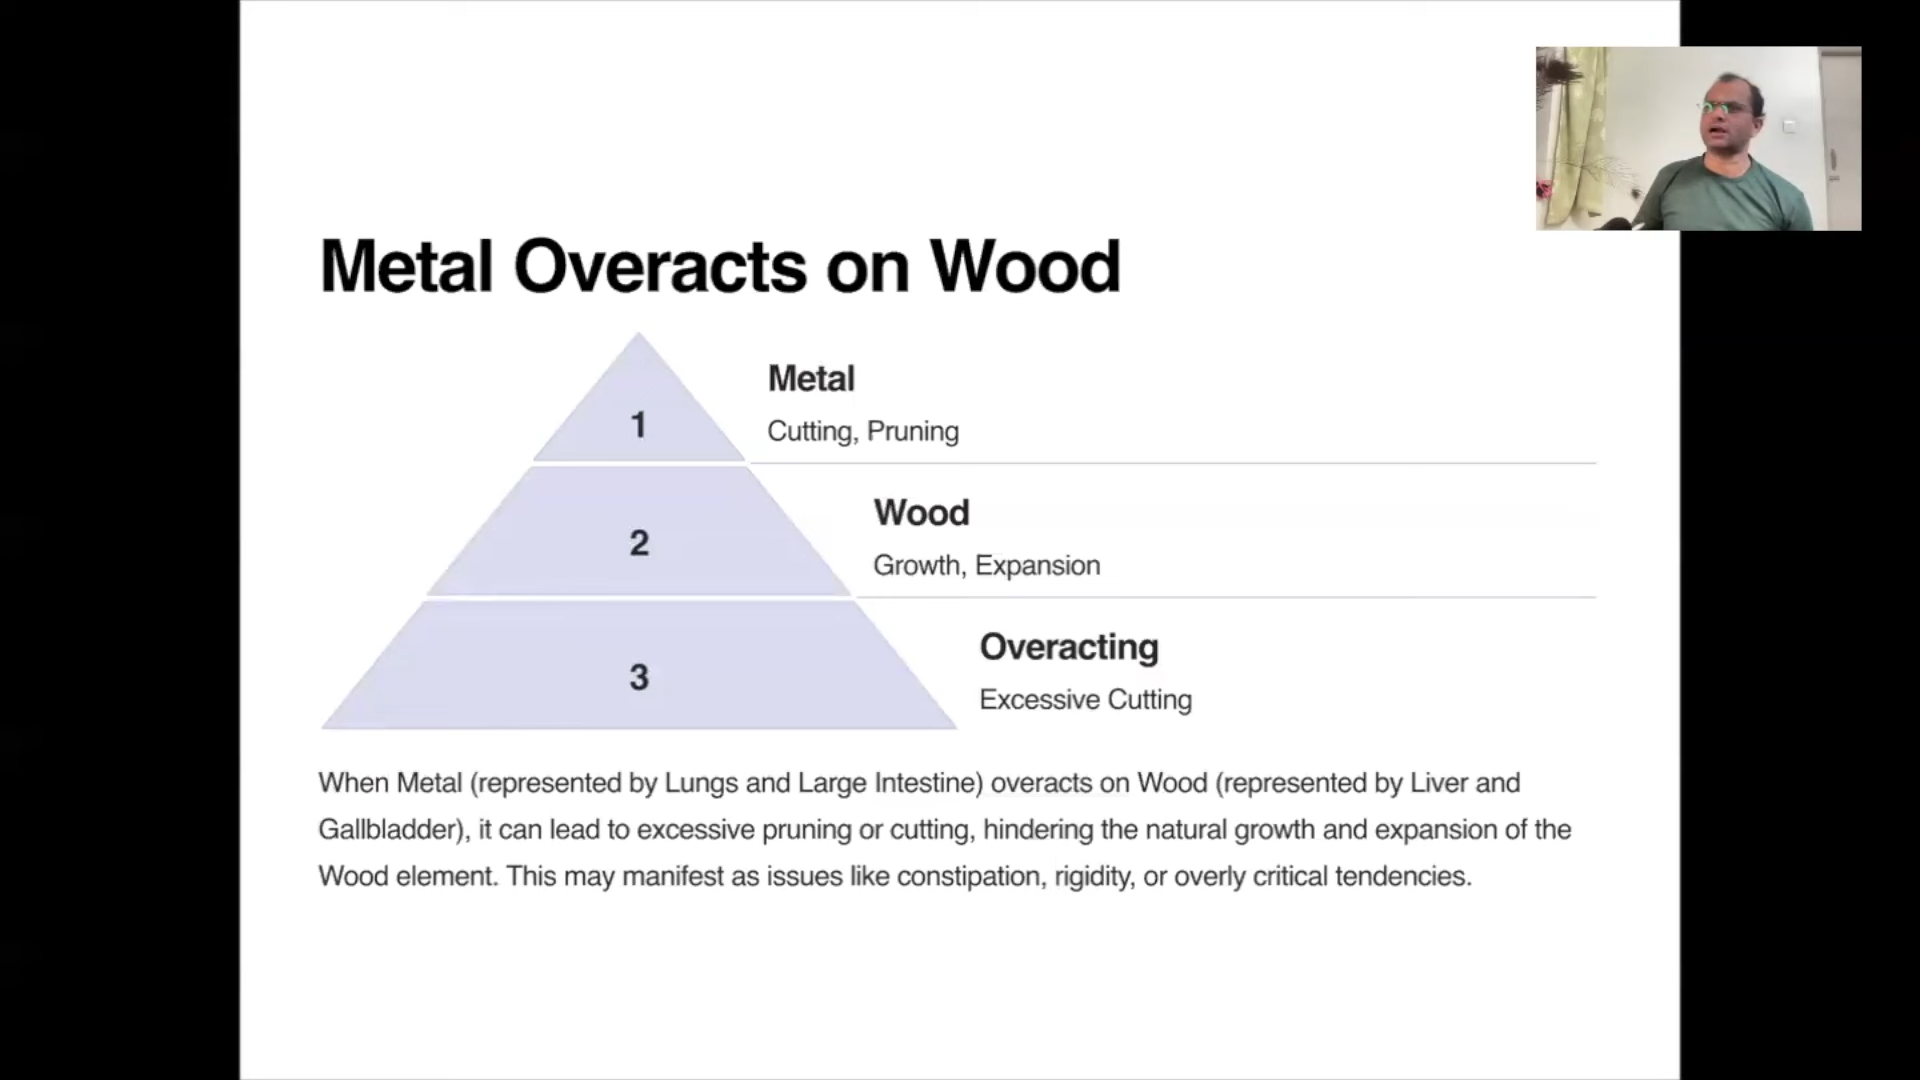 Metal Overacts on Wood
1
Metal
Cutting, Pruning
2
Wood
Growth, Expansion
3
Overacting
Excessive Cutting
When Metal (represented by Lungs and Large Intestine) overacts on Wood (represented by Liver and
Gallbladder), it can lead to excessive pruning or cutting, hindering the natural growth and expansion of the
Wood element. This may manifest as issues like constipation, rigidity, or overly critical tendencies.